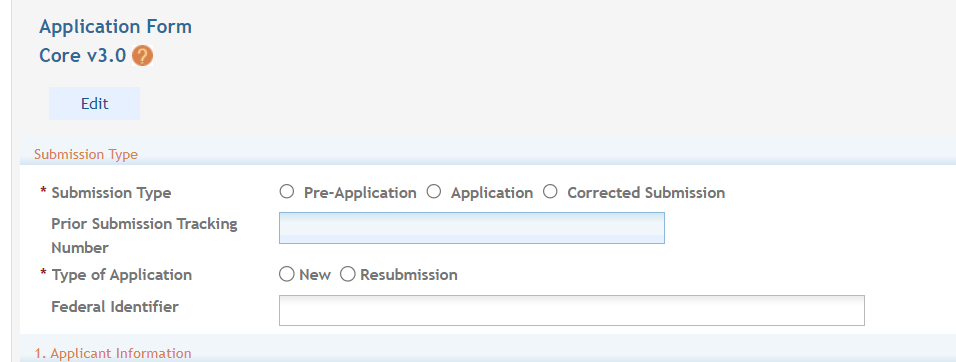 Application Form
Core v3.0 ?
Edit
Submission Type
* Submission Type Pre-Application Application Corrected Submission
Prior Submission Tracking
Number
* Type of Application New Resubmission
Federal Identifier
1. Applicant Information